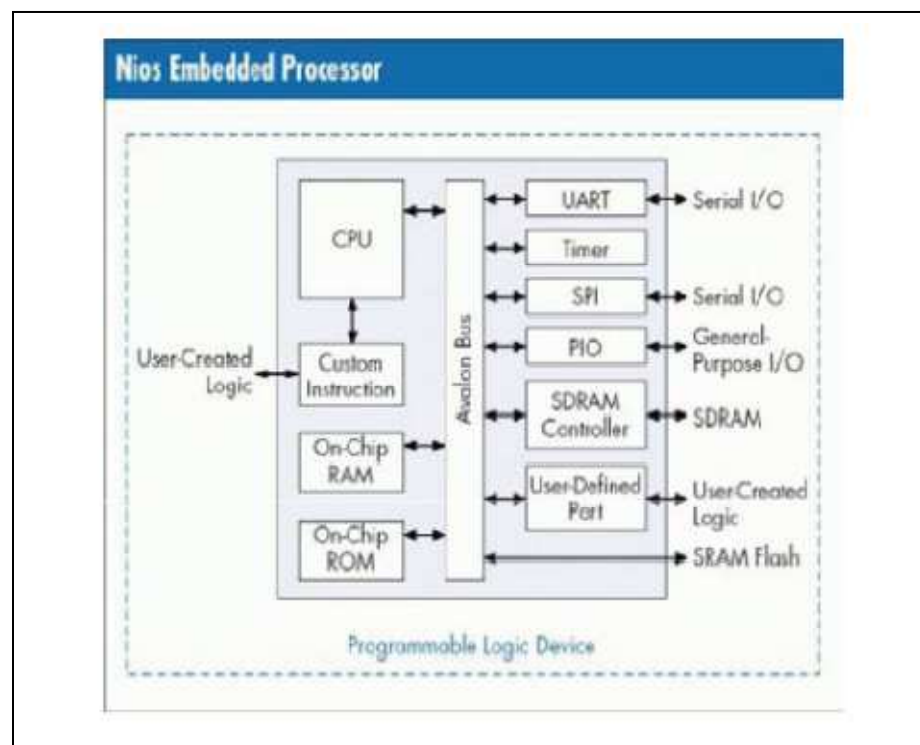 Nios Embedded Processor
CPU
User-Created
Logic
Custom
Instruction
On-Chip
RAM
On-Chip
ROM
Avalon Bus
UART
Timer
SPI
PIO
SDRAM
Controller
User-Defined
Port
Serial I/O
Serial I/O
General-
Purpose I/O
SDRAM
User-Created
Logic
SRAM Flash
Programmable Logic Device